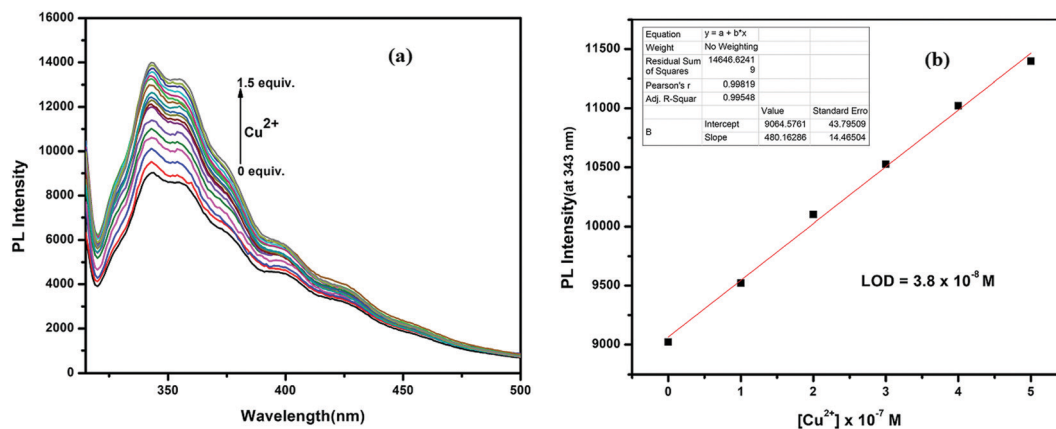 16000
14000
12000
10000
8000
6000
4000
2000
0
PL Intensity
(a)
1.5 equiv.
Cu2+
0 equiv.
350
400
450
500
Wavelength(nm)
11500
11000
10500
10000
9500
9000
PL Intensity(at 343 nm)
Equation y = a + b*x
Weight No Weighting
Residual Sum of Squares 14646.62419
Pearson's r 0.99819
Adj. R-Squar 0.99548
Value Standard Erro
B Intercept 9064.5761 43.79509
Slope 480.16286 14.46504
(b)
LOD = 3.8 x 10-8 M
0 1 2 3 4 5
[Cu2+] x 10-7 M